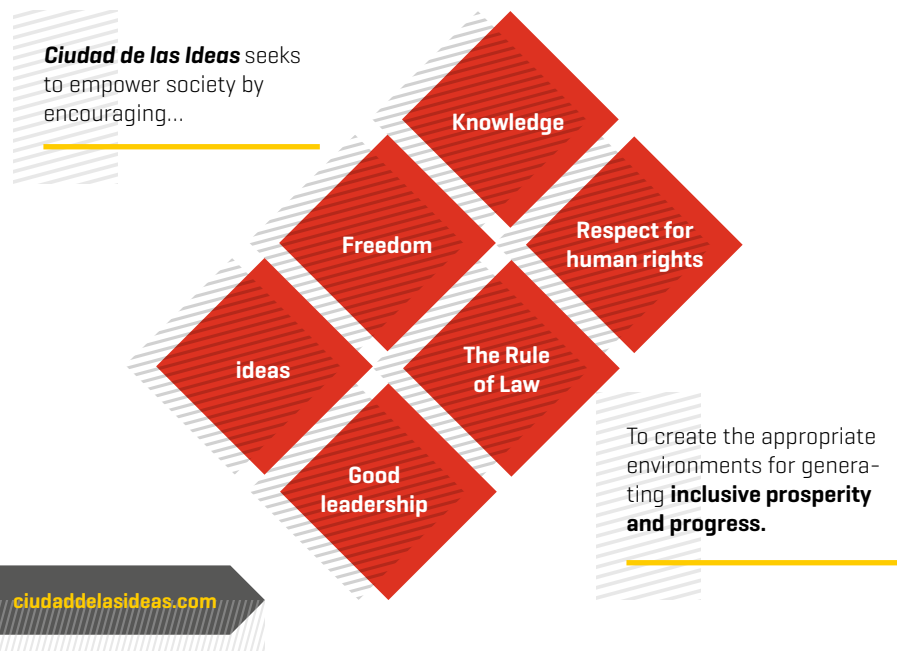 Ciudad de las Ideas seeks
to empower society by
encouraging...
Knowledge
Freedom
Respect for
human rights
ideas
The Rule
of Law
Good
leadership
To create the appropriate
environments for genera-
ting inclusive prosperity
and progress.
ciudaddelasideas.com